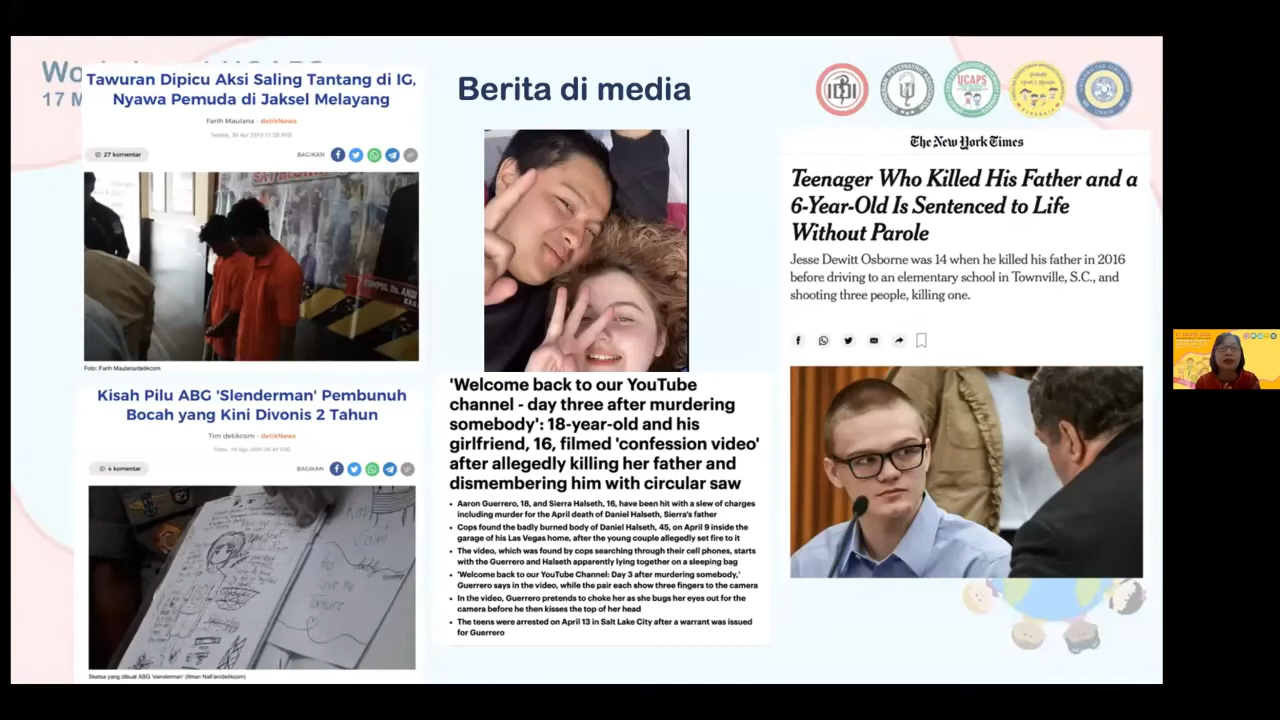 17 M
Berita di media
UCAPS
Tawuran Dipicu Aksi Saling Tantang di IG,
Nyawa Pemuda di Jaksel Melayang
Farih Maulana - detikNews
27 komentar
BAGIKAN
Foto: Farih Maulana/detikcom
Kisah Pilu ABG 'Slenderman' Pembunuh
Bocah yang Kini Divonis 2 Tahun
Tim detikcom - detikNews
4 komentar
BAGIKAN
Sketsa yang dibuat ABG 'slenderman' (Ilman Nafi'an/detikcom)
'Welcome back to our YouTube
channel - day three after murdering
somebody': 18-year-old and his
girlfriend, 16, filmed 'confession video'
after allegedly killing her father and
dismembering him with circular saw
• Aaron Guerrero, 18, and Sierra Halseth, 16, have been hit with a slew of charges
including murder for the April death of Daniel Halseth, Sierra's father
• Cops found the badly burned body of Daniel Halseth, 45, on April 9 inside the
garage of his Las Vegas home, after the young couple allegedly set fire to it
• The video, which was found by cops searching through their cell phones, starts
with the Guerrero and Halseth apparently lying together on a sleeping bag
• 'Welcome back to our YouTube Channel: Day 3 after murdering somebody,'
Guerrero says in the video, while the pair each show three fingers to the camera
• In the video, Guerrero pretends to choke her as she bugs her eyes out for the
camera before he then kisses the top of her head
• The teens were arrested on April 13 in Salt Lake City after a warrant was issued
for Guerrero
The New York Times
Teenager Who Killed His Father and a
6-Year-Old Is Sentenced to Life
Without Parole
Jesse Dewitt Osborne was 14 when he killed his father in 2016
before driving to an elementary school in Townville, S.C., and
shooting three people, killing one.